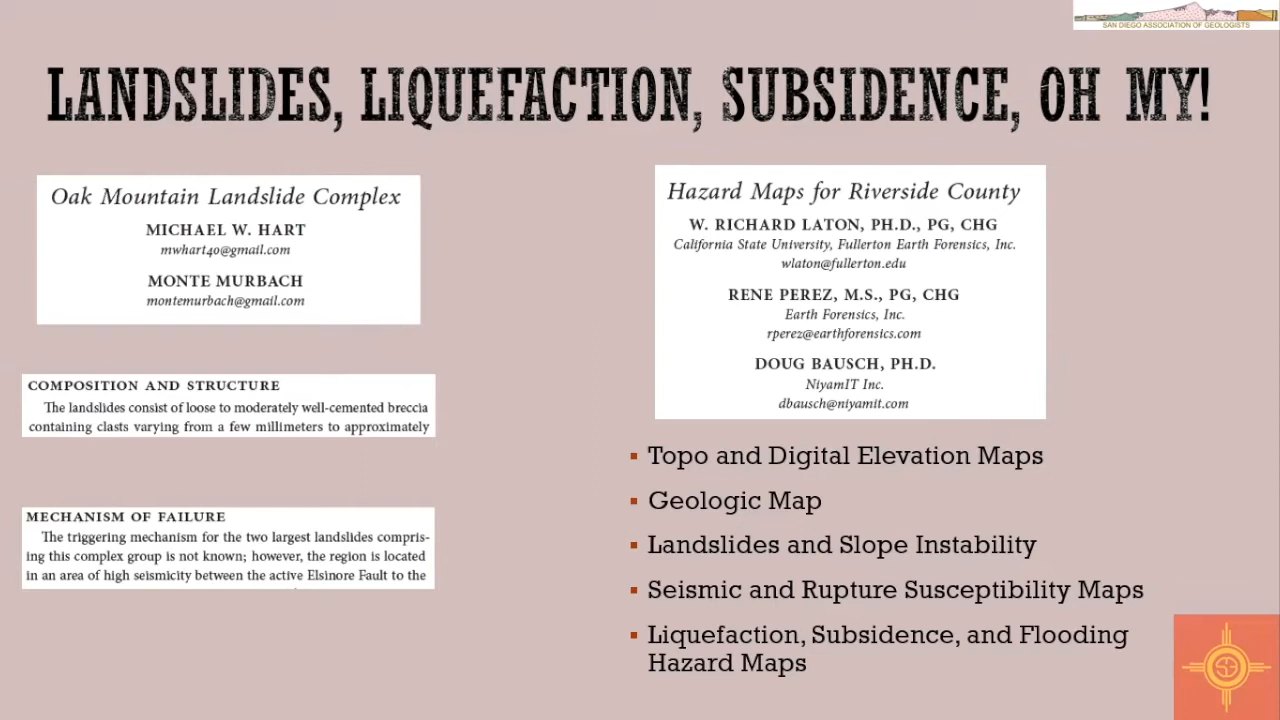 SAN DIEGO ASSOCIATION OF GEOLOGISTS
LANDSLIDES, LIQUEFACTION, SUBSIDENCE, OH MY!
Oak Mountain Landslide Complex
MICHAEL W. HART
mwhart40@gmail.com
MONTE MURBACH
montemurbach@gmail.com
COMPOSITION AND STRUCTURE
The landslides consist of loose to moderately well-cemented breccia
containing clasts varying from a few millimeters to approximately
MECHANISM OF FAILURE
The triggering mechanism for the two largest landslides compris-
ing this complex group is not known; however, the region is located
in an area of high seismicity between the active Elsinore Fault to the
Hazard Maps for Riverside County
W. RICHARD LATON, PH.D., PG, CHG
California State University, Fullerton Earth Forensics, Inc.
wlaton@fullerton.edu
RENE PEREZ, M.S., PG, CHG
Earth Forensics, Inc.
rperez@earthforensics.com
DOUG BAUSCH, PH.D.
NiyamIT Inc.
dbausch@niyamit.com
▪ Topo and Digital Elevation Maps
▪ Geologic Map
▪ Landslides and Slope Instability
▪ Seismic and Rupture Susceptibility Maps
▪ Liquefaction, Subsidence, and Flooding
Hazard Maps